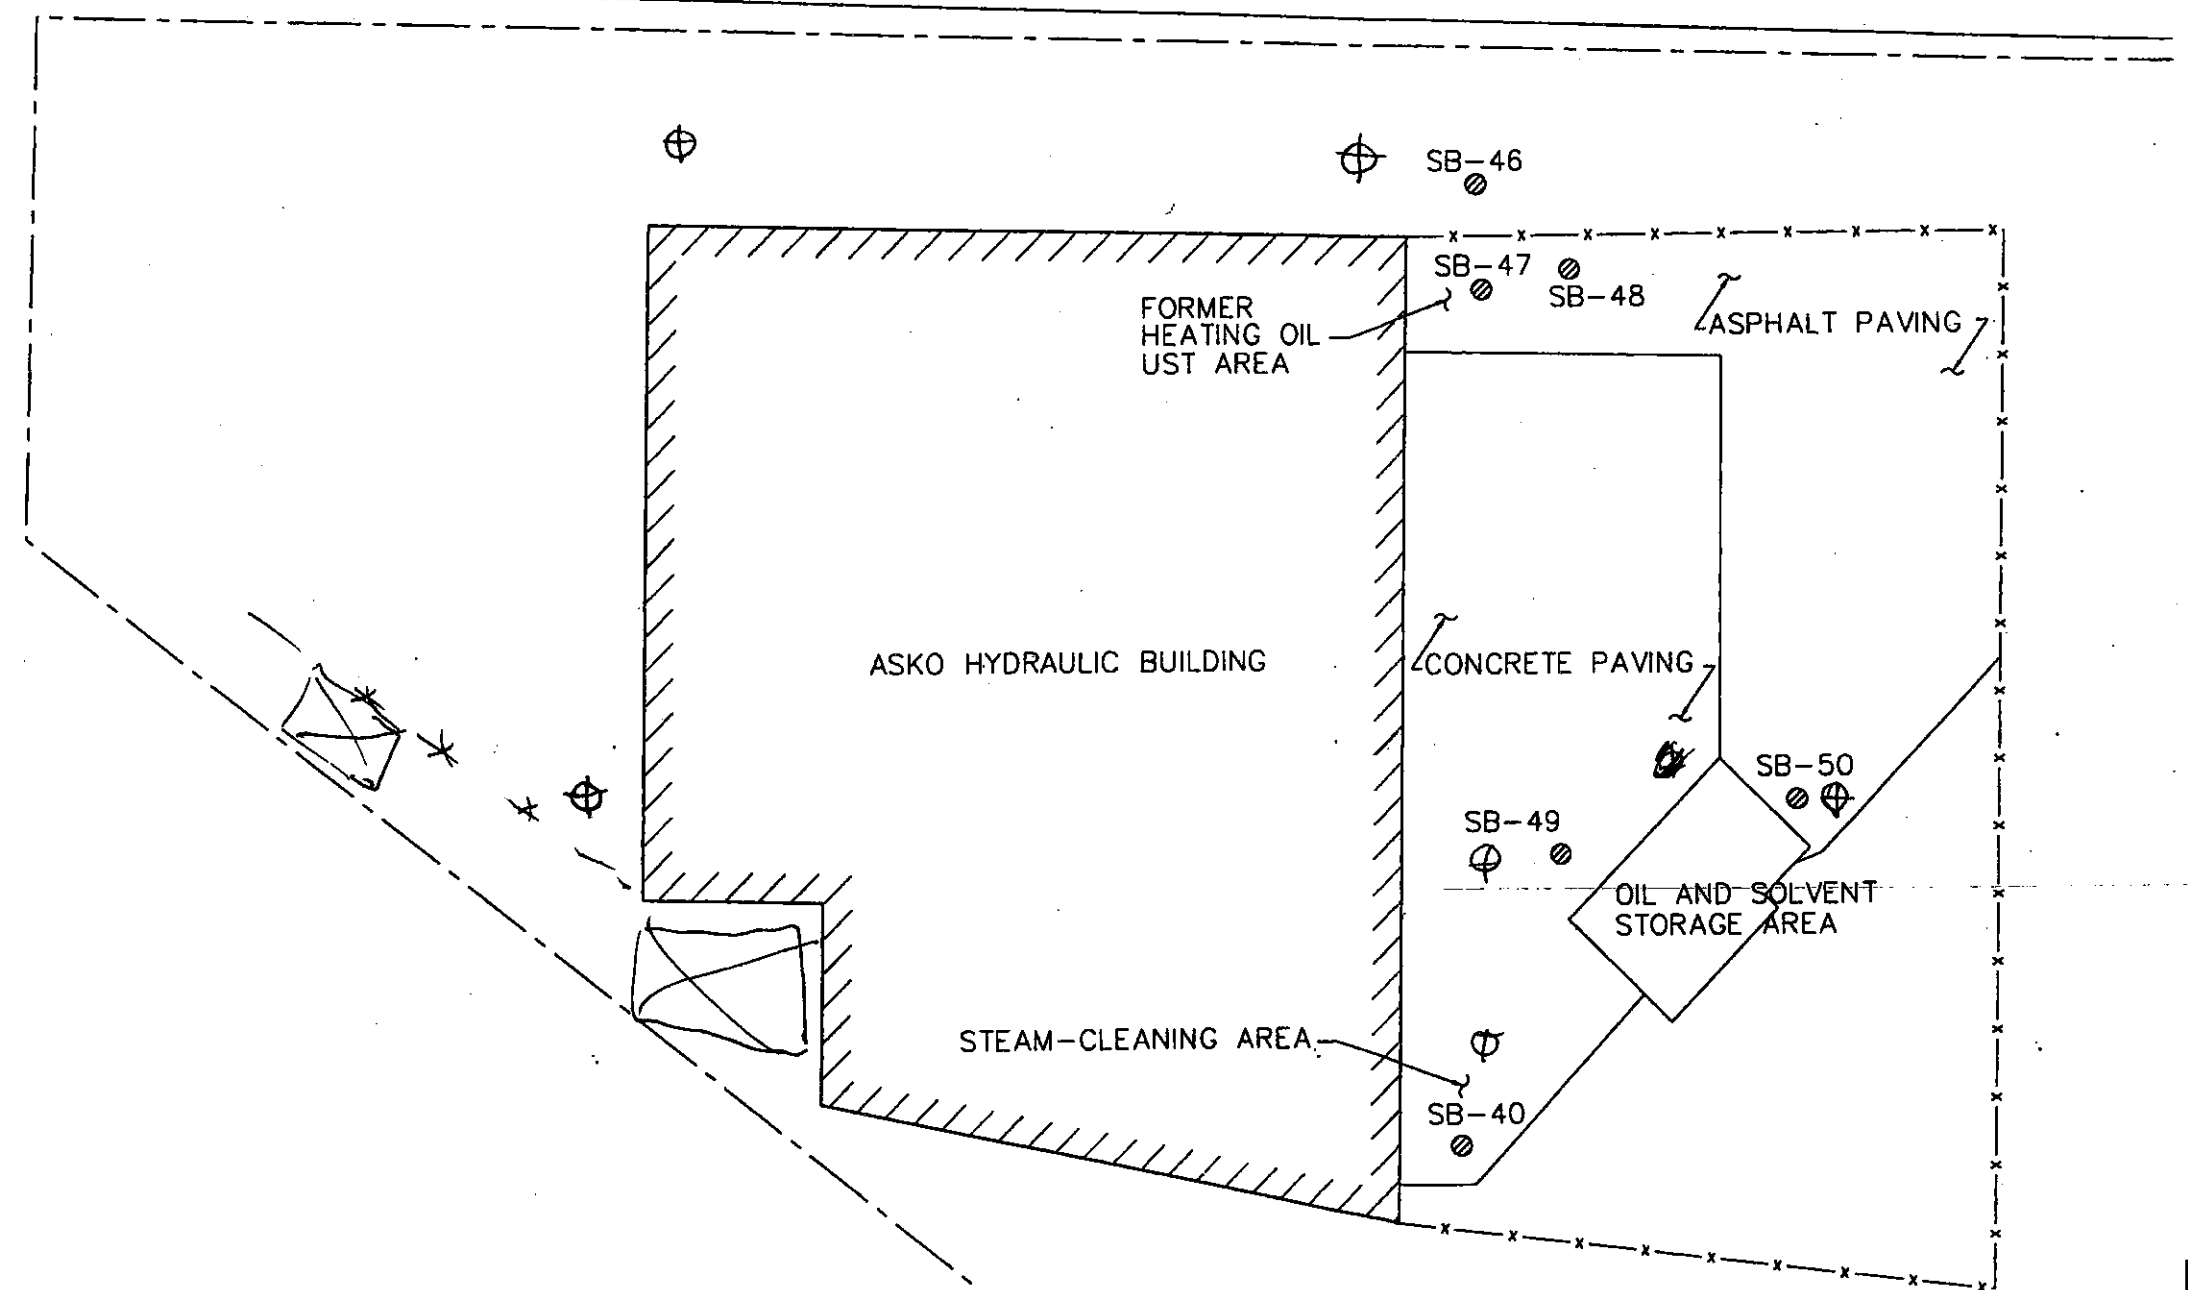 SB-46
SB-47
SB-48
FORMER
HEATING OIL
UST AREA
ASPHALT PAVING
ASKO HYDRAULIC BUILDING
CONCRETE PAVING
SB-50
SB-49
OIL AND SOLVENT
STORAGE AREA
STEAM-CLEANING AREA
SB-40